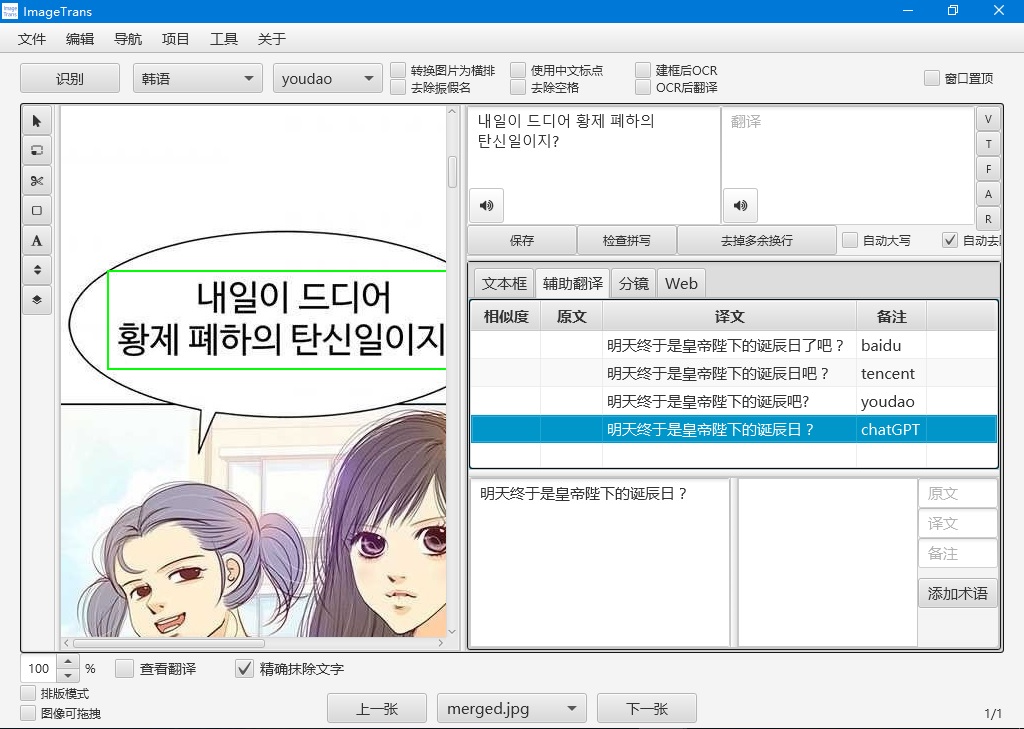 ImageTrans
文件 编辑 导航 项目 工具 关于
识别 韩语 youdao
转换图片为横排 使用中文标点 建框后OCR
去除振假名 去除空格 OCR后翻译
窗口置顶
내일이 드디어 황제 폐하의
탄신일이지?
翻译
V
T
F
A
R
保存 检查拼写 去掉多余换行 自动大写 自动去
내일이 드디어
황제 폐하의 탄신일이지
文本框 辅助翻译 分镜 Web
相似度 原文 译文 备注
明天终于是皇帝陛下的诞辰日了吧？ baidu
明天终于是皇帝陛下的诞辰日吧？ tencent
明天终于是皇帝陛下的诞辰吧? youdao
明天终于是皇帝陛下的诞辰日？ chatGPT
明天终于是皇帝陛下的诞辰日？
原文
译文
备注
添加术语
100 % 查看翻译 精确抹除文字
排版模式
图像可拖拽
上一张 merged.jpg 下一张
1/1